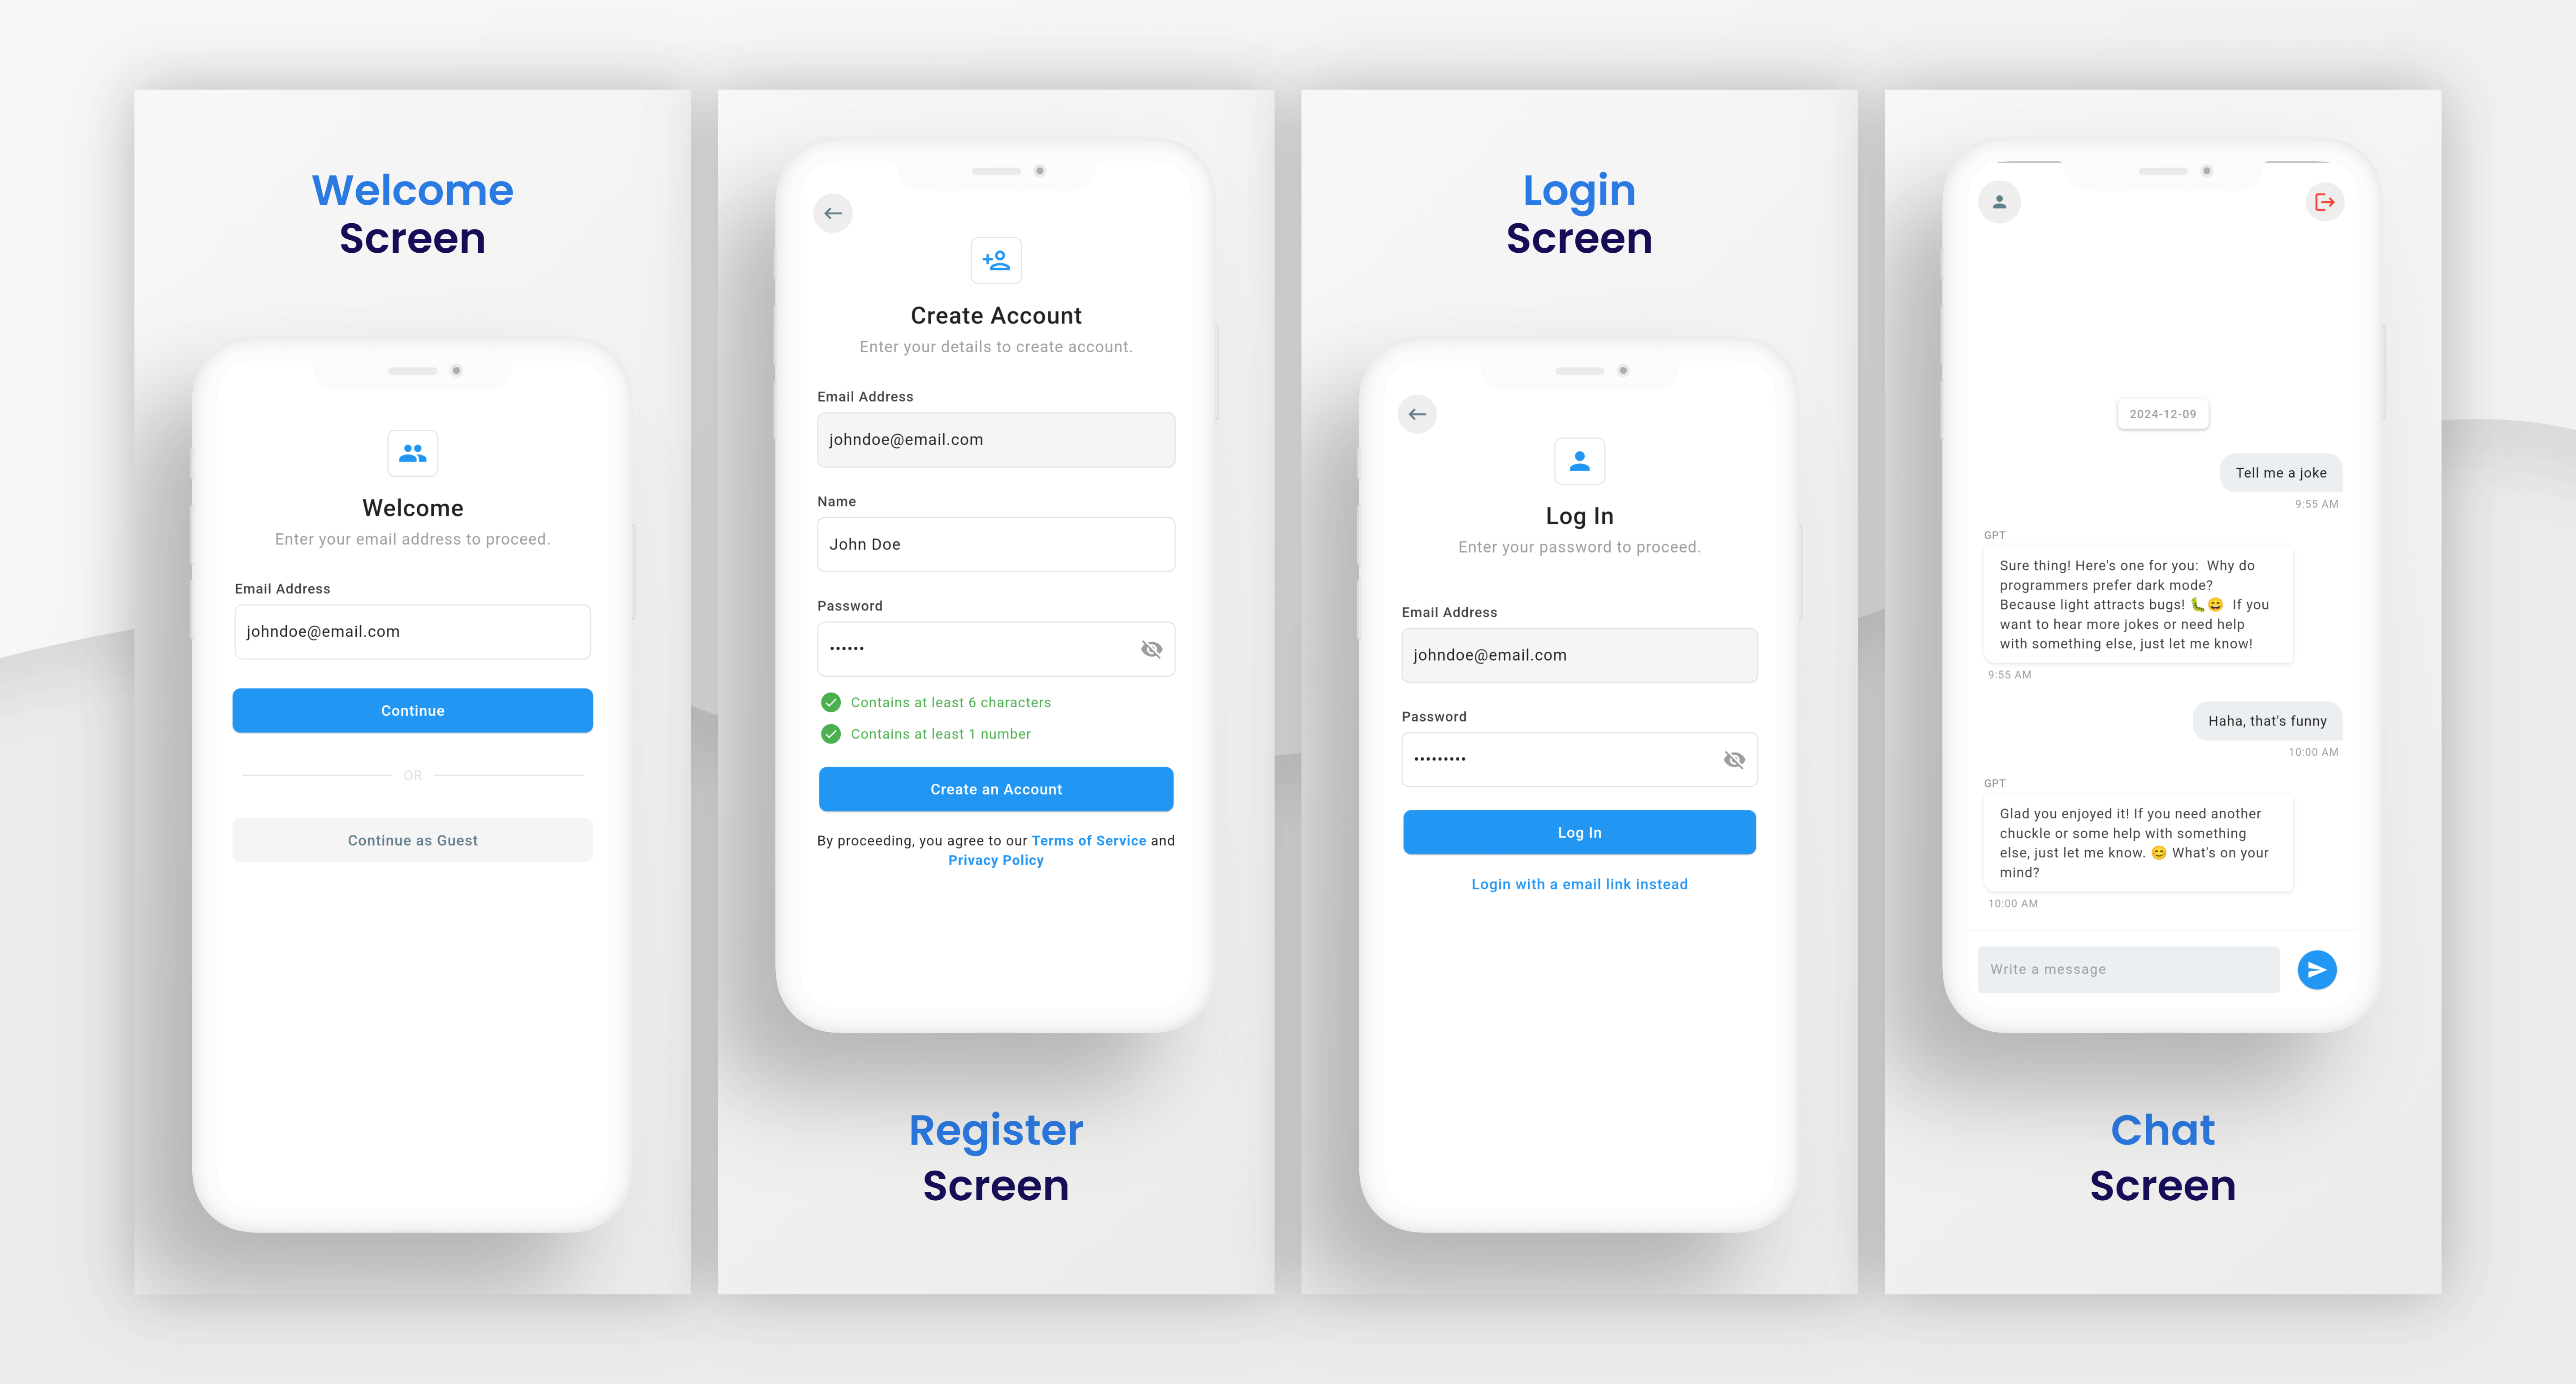 Welcome
Screen
Welcome
Enter your email address to proceed.
Email Address
johndoe@email.com
Continue
OR
Continue as Guest
Create Account
Enter your details to create account.
Email Address
johndoe@email.com
Name
John Doe
Password
••••••
Contains at least 6 characters
Contains at least 1 number
Create an Account
By proceeding, you agree to our Terms of Service and
Privacy Policy
Register
Screen
Login
Screen
Log In
Enter your password to proceed.
Email Address
johndoe@email.com
Password
•••••••••
Log In
Login with a email link instead
2024-12-09
Tell me a joke
9:55 AM
GPT
Sure thing! Here's one for you:  Why do
programmers prefer dark mode?
Because light attracts bugs! 🐛😄  If you
want to hear more jokes or need help
with something else, just let me know!
9:55 AM
Haha, that's funny
10:00 AM
GPT
Glad you enjoyed it! If you need another
chuckle or some help with something
else, just let me know. 😊 What's on your
mind?
10:00 AM
Write a message
Chat
Screen